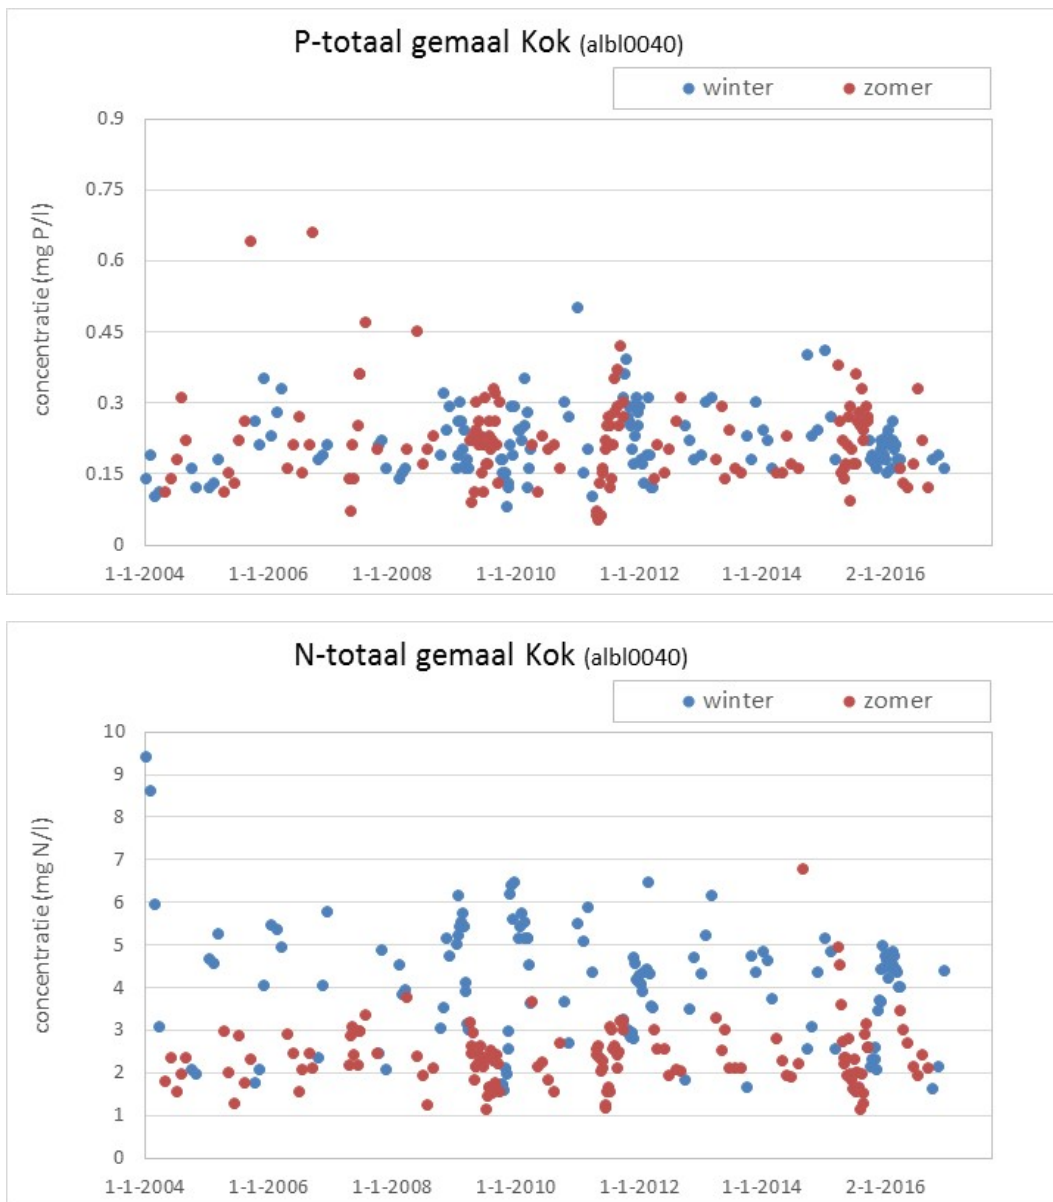 P-totaal gemaal Kok (albl0040)
winter zomer
concentratie (mg P/l)
0.9
0.75
0.6
0.45
0.3
0.15
0
1-1-2004 1-1-2006 1-1-2008 1-1-2010 1-1-2012 1-1-2014 2-1-2016
N-totaal gemaal Kok (albl0040)
winter zomer
concentratie (mg N/l)
10
9
8
7
6
5
4
3
2
1
0
1-1-2004 1-1-2006 1-1-2008 1-1-2010 1-1-2012 1-1-2014 2-1-2016